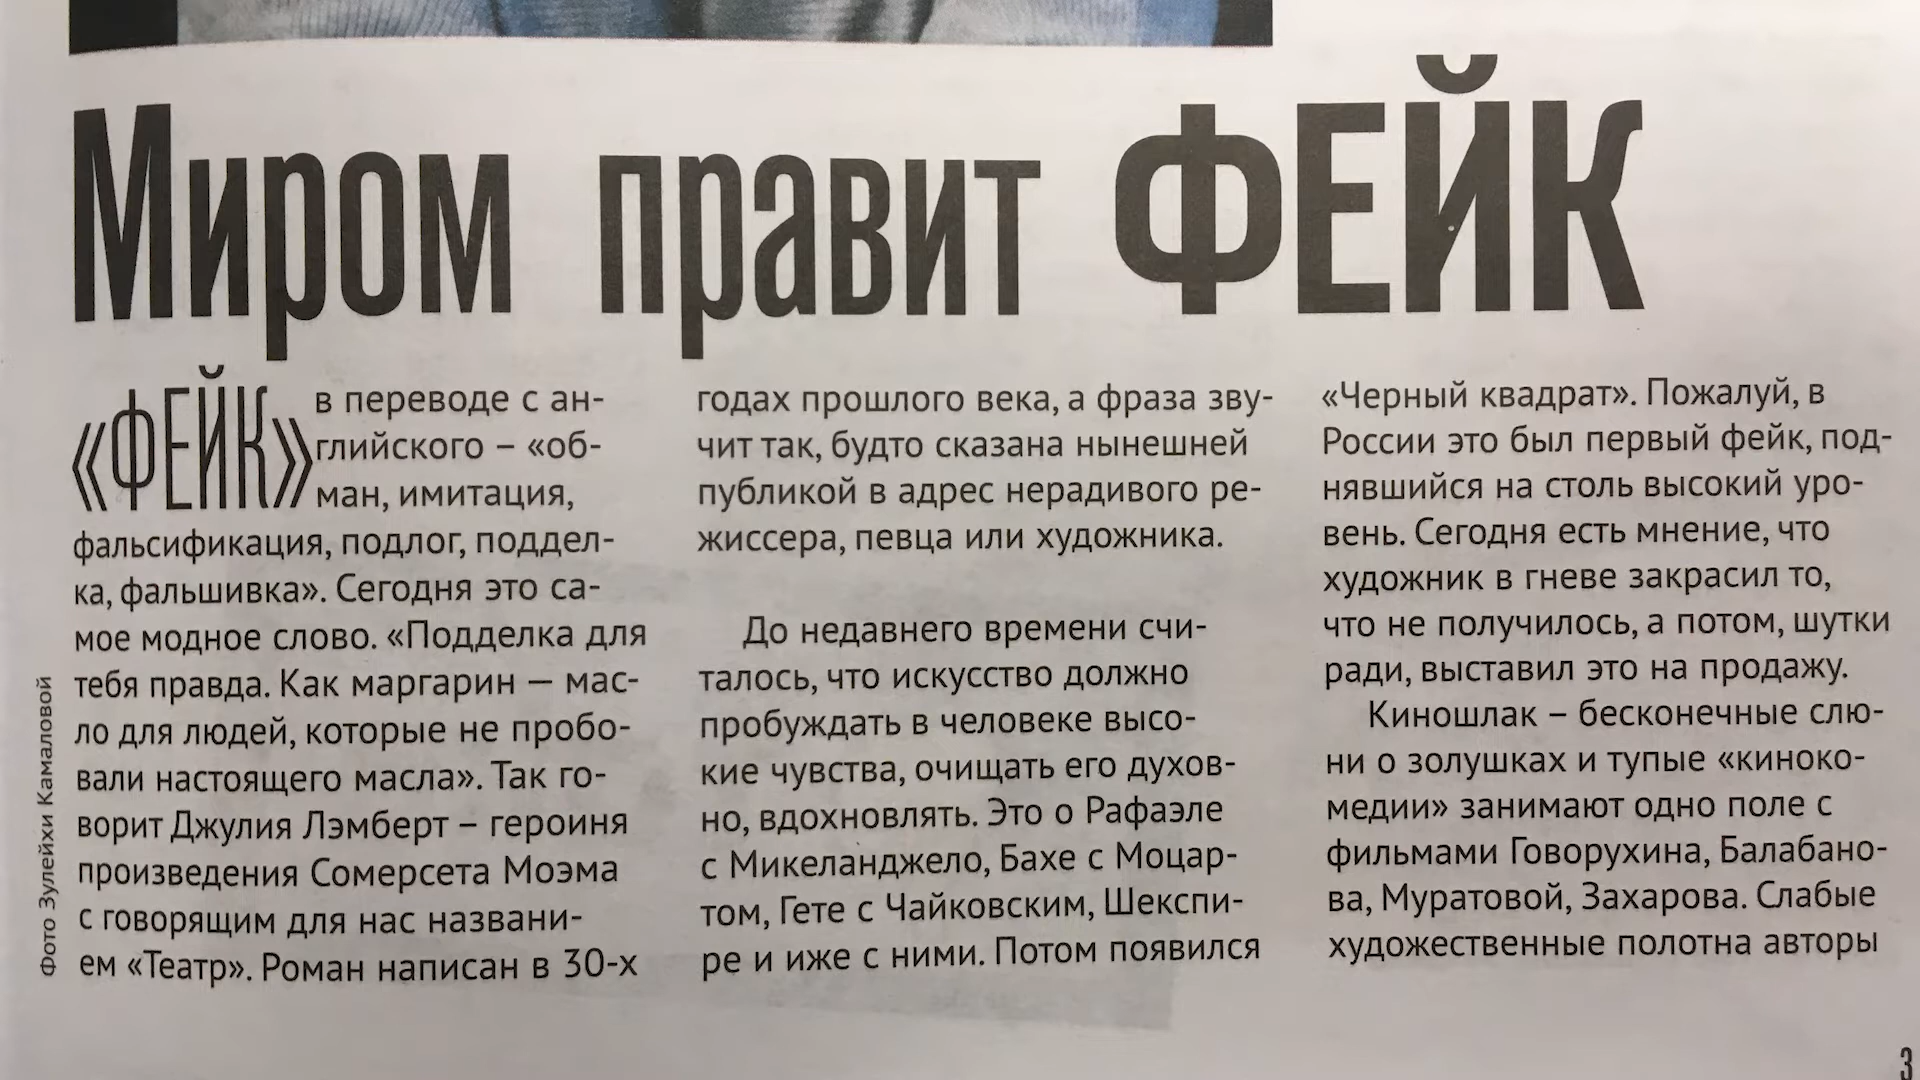 Миром правит ФЕЙК
«ФЕЙК» в переводе с ан-
глийского – «об-
ман, имитация,
фальсификация, подлог, поддел-
ка, фальшивка». Сегодня это са-
мое модное слово. «Подделка для
тебя правда. Как маргарин — мас-
ло для людей, которые не пробо-
вали настоящего масла». Так го-
ворит Джулия Лэмберт – героиня
произведения Сомерсета Моэма
с говорящим для нас названи-
ем «Театр». Роман написан в 30-х
годах прошлого века, а фраза зву-
чит так, будто сказана нынешней
публикой в адрес нерадивого ре-
жиссера, певца или художника.
До недавнего времени счи-
талось, что искусство должно
пробуждать в человеке высо-
кие чувства, очищать его духов-
но, вдохновлять. Это о Рафаэле
с Микеланджело, Бахе с Моцар-
том, Гете с Чайковским, Шекспи-
ре и иже с ними. Потом появился
«Черный квадрат». Пожалуй, в
России это был первый фейк, под-
нявшийся на столь высокий уро-
вень. Сегодня есть мнение, что
художник в гневе закрасил то,
что не получилось, а потом, шутки
ради, выставил это на продажу.
Киношлак – бесконечные слю-
ни о золушках и тупые «киноко-
медии» занимают одно поле с
фильмами Говорухина, Балабано-
ва, Муратовой, Захарова. Слабые
художественные полотна авторы
Фото Зулейхи Камаловой
3